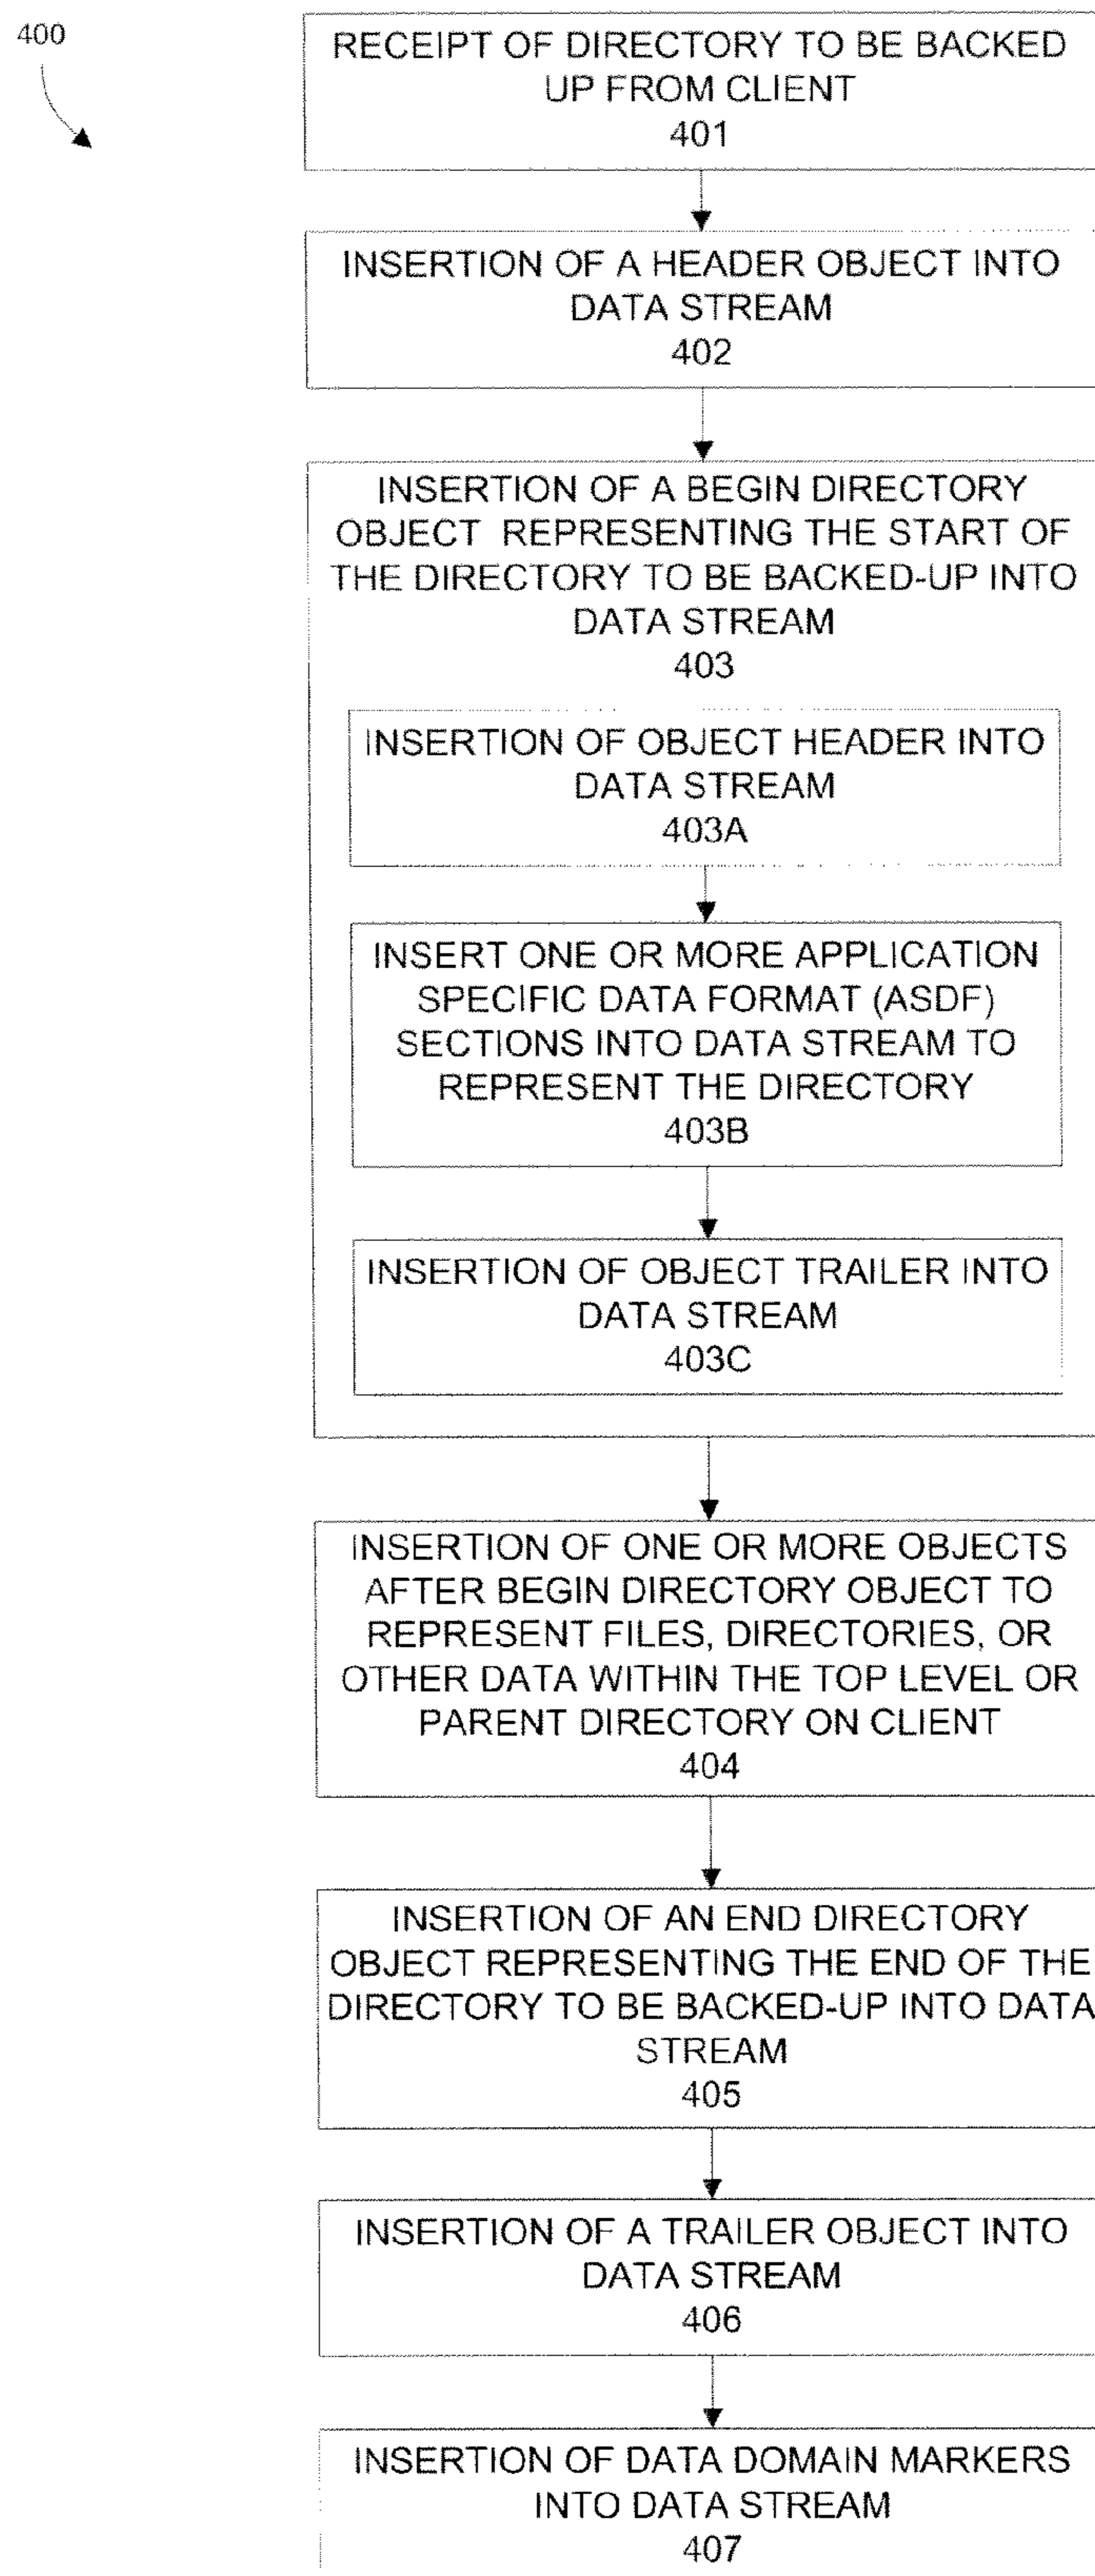 400
RECEIPT OF DIRECTORY TO BE BACKED
UP FROM CLIENT
401
INSERTION OF A HEADER OBJECT INTO
DATA STREAM
402
INSERTION OF A BEGIN DIRECTORY
OBJECT REPRESENTING THE START OF
THE DIRECTORY TO BE BACKED-UP INTO
DATA STREAM
403
INSERTION OF OBJECT HEADER INTO
DATA STREAM
403A
INSERT ONE OR MORE APPLICATION
SPECIFIC DATA FORMAT (ASDF)
SECTIONS INTO DATA STREAM TO
REPRESENT THE DIRECTORY
403B
INSERTION OF OBJECT TRAILER INTO
DATA STREAM
403C
INSERTION OF ONE OR MORE OBJECTS
AFTER BEGIN DIRECTORY OBJECT TO
REPRESENT FILES, DIRECTORIES, OR
OTHER DATA WITHIN THE TOP LEVEL OR
PARENT DIRECTORY ON CLIENT
404
INSERTION OF AN END DIRECTORY
OBJECT REPRESENTING THE END OF THE
DIRECTORY TO BE BACKED-UP INTO DATA
STREAM
405
INSERTION OF A TRAILER OBJECT INTO
DATA STREAM
406
INSERTION OF DATA DOMAIN MARKERS
INTO DATA STREAM
407